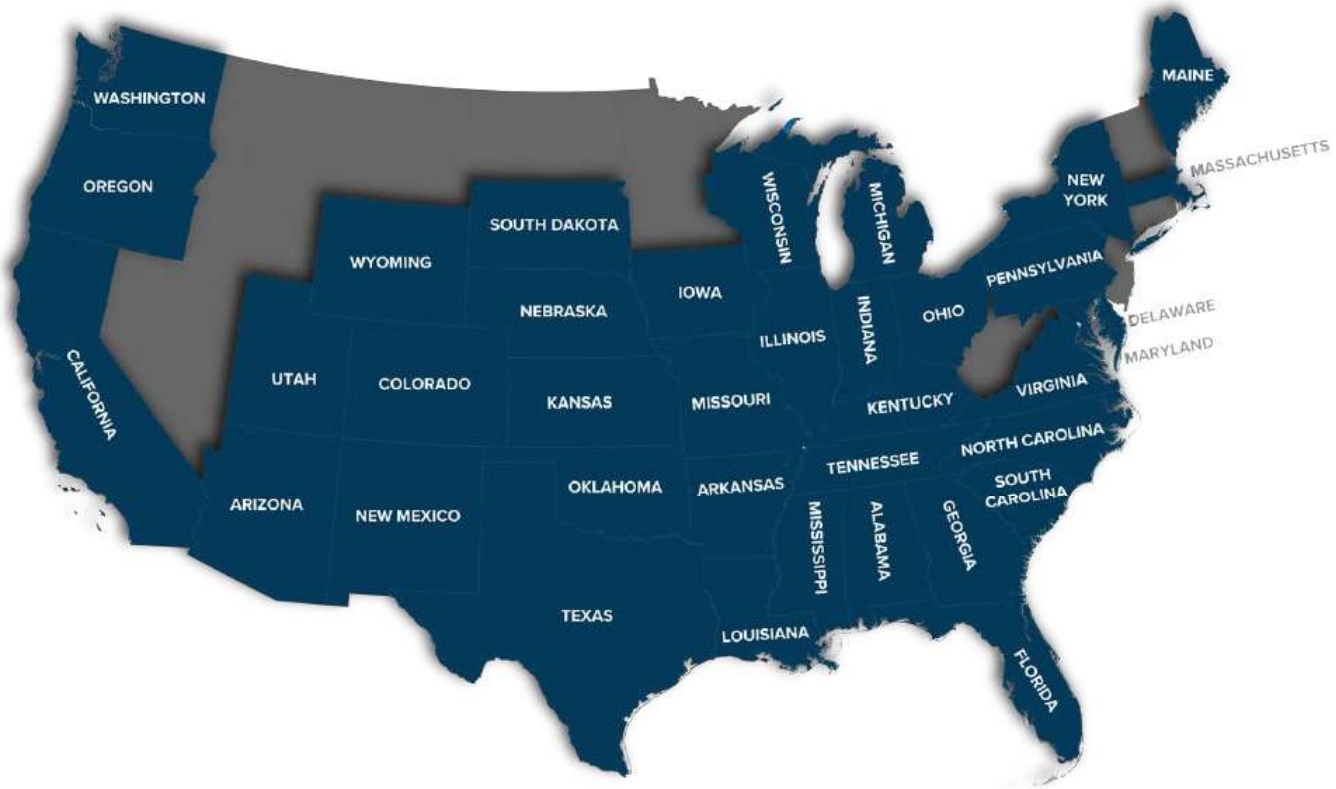 MAINE
WASHINGTON
MASSACHUSETTS
OREGON
NEW
YORK
WISCONSIN
MICHIGAN
SOUTH DAKOTA
WYOMING
PENNSYLVANIA
IOWA
NEBRASKA
OHIO
DELAWARE
ILLINOIS
INDIANA
MARYLAND
UTAH
COLORADO
CALIFORNIA
KANSAS
MISSOURI
KENTUCKY
VIRGINIA
NORTH CAROLINA
TENNESSEE
OKLAHOMA
ARKANSAS
SOUTH
CAROLINA
ARIZONA
NEW MEXICO
MISSISSIPPI
ALABAMA
GEORGIA
TEXAS
LOUISIANA
FLORIDA